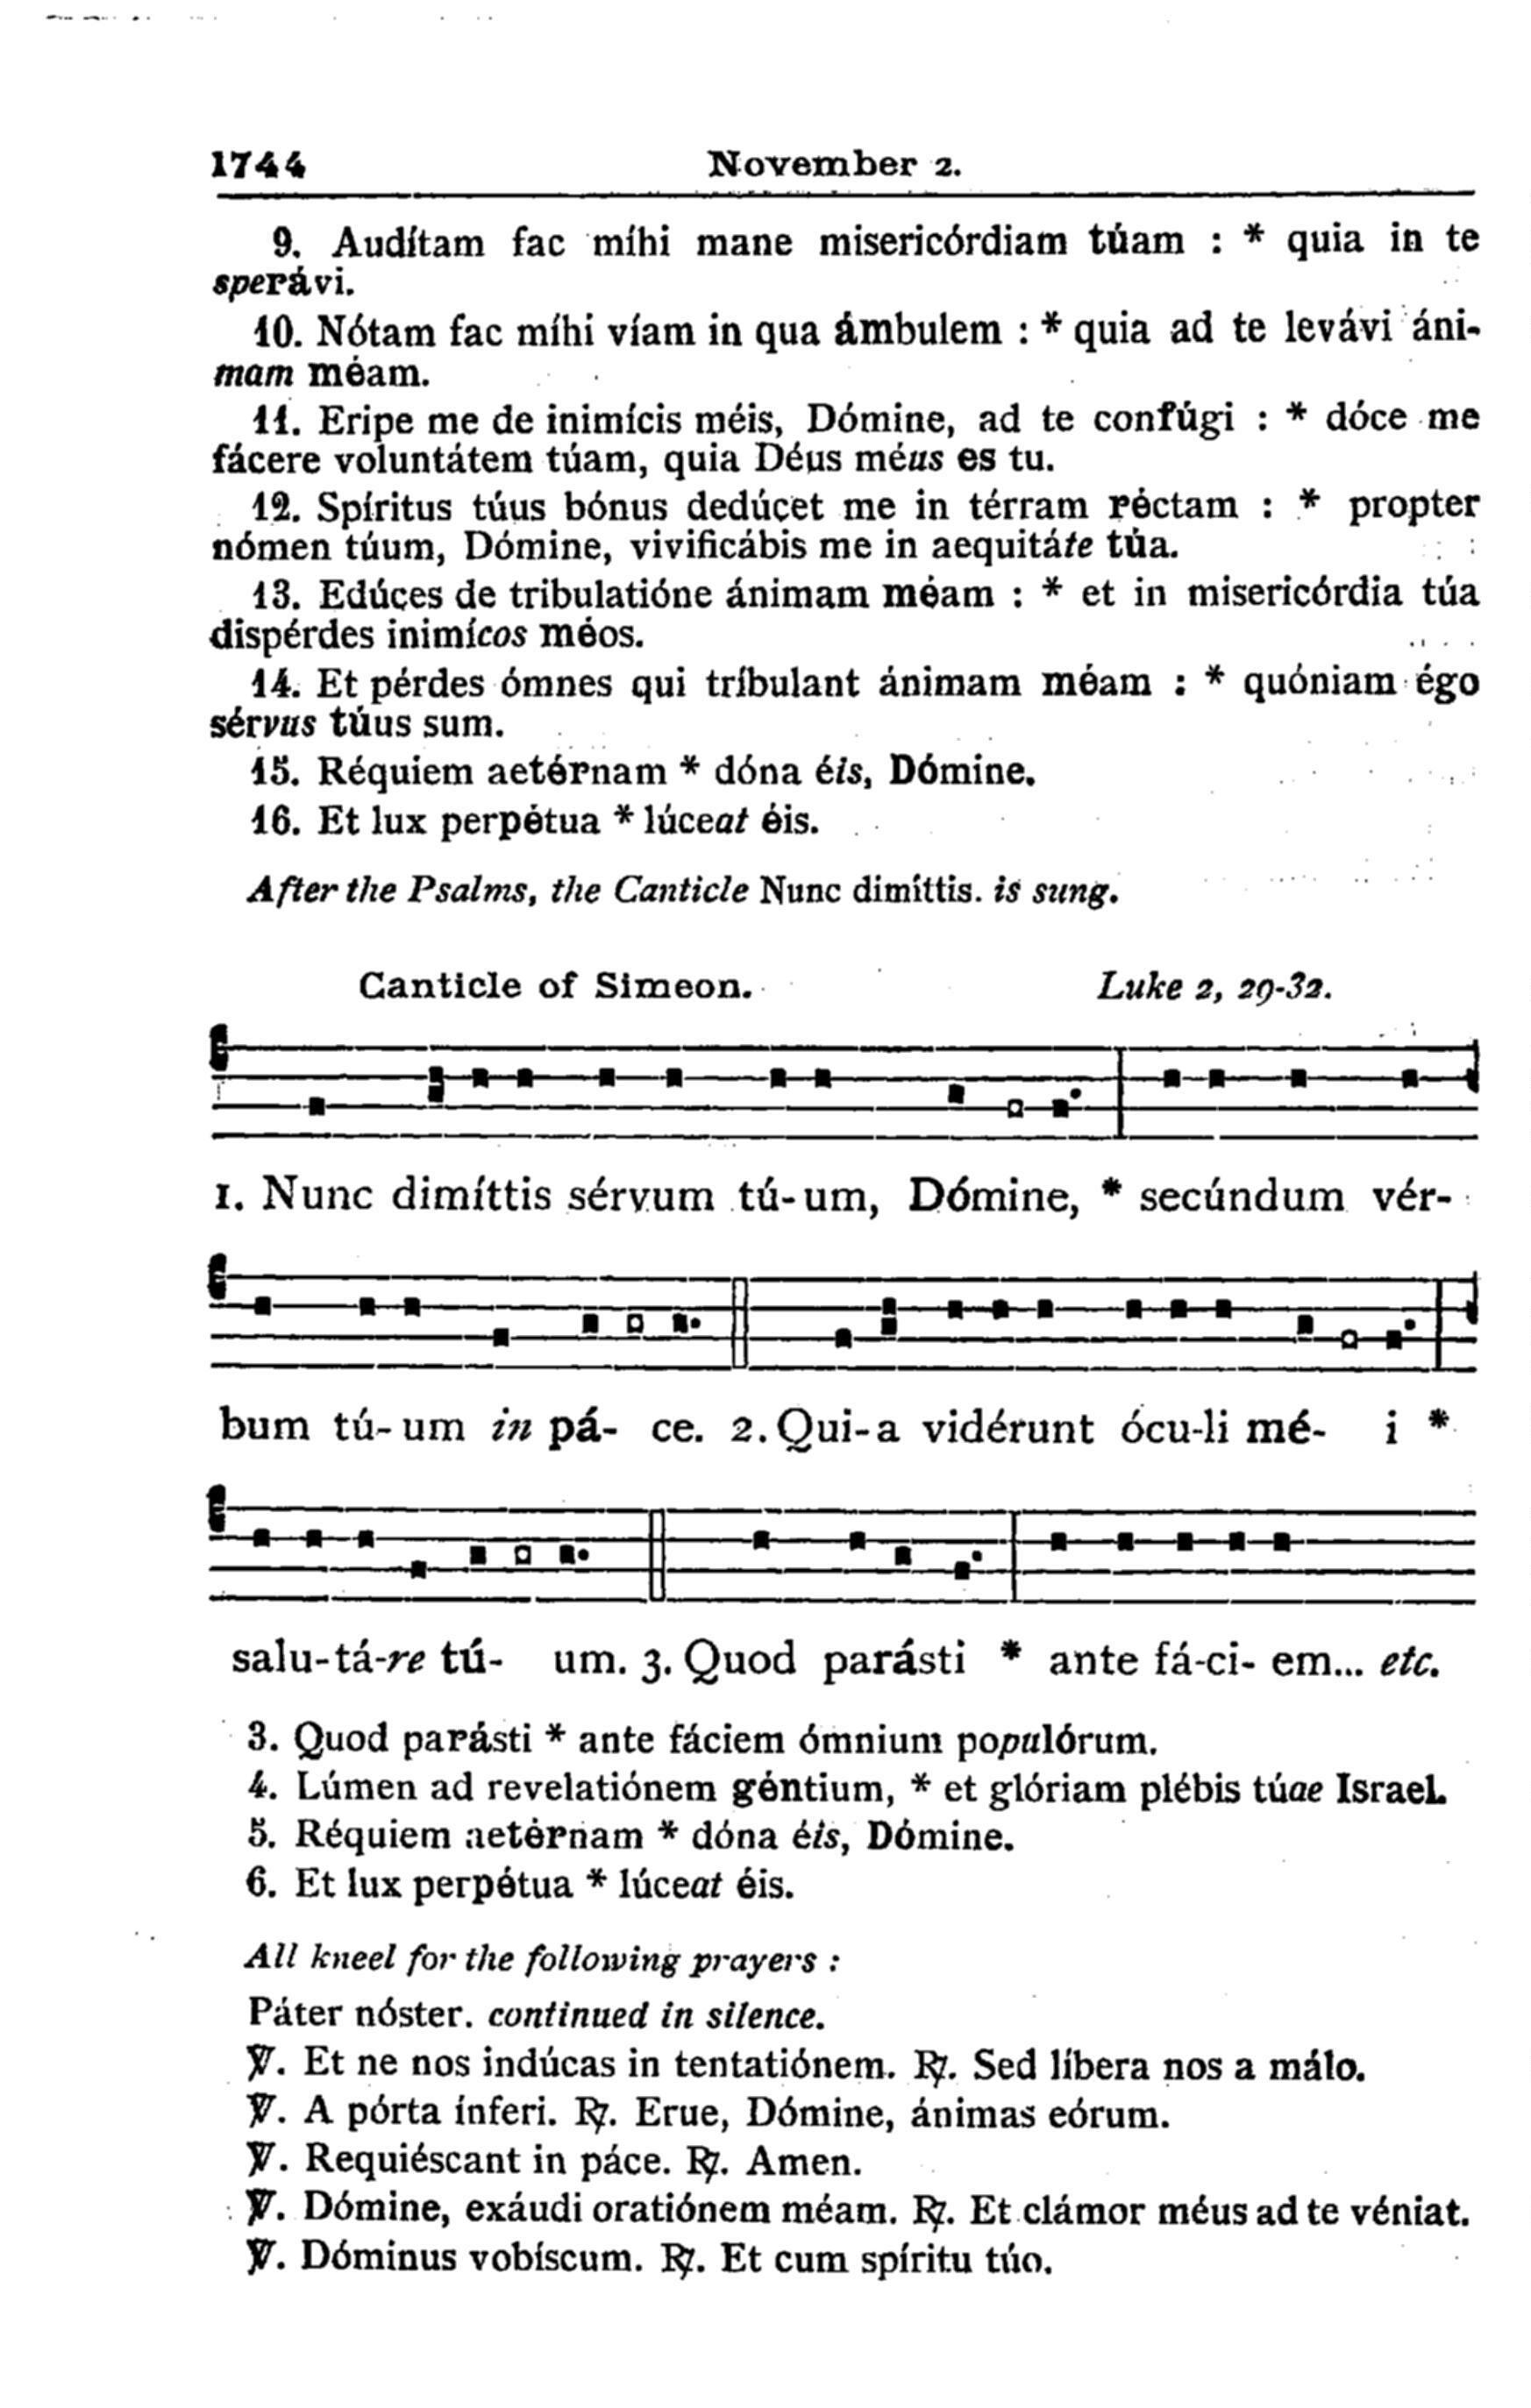 1744 November 2.
9. Audítam fac míhi mane misericórdiam túam : * quia in te
sperávi.
10. Nótam fac míhi víam in qua ámbulem : * quia ad te levávi áni-
mam méam.
11. Eripe me de inimícis méis, Dómine, ad te confúgi : * dóce me
fácere voluntátem túam, quia Déus méus es tu.
12. Spíritus túus bónus dedúcet me in térram réctam : * propter
nómen túum, Dómine, vivificábis me in aequitáte túa.
13. Edúces de tribulatióne ánimam méam : * et in misericórdia túa
dispérdes inimícos méos.
14. Et pérdes ómnes qui tríbulant ánimam méam : * quóniam égo
sérvus túus sum.
15. Réquiem aetérnam * dóna éis, Dómine.
16. Et lux perpétua * lúceat éis.
After the Psalms, the Canticle Nunc dimíttis. is sung.
Canticle of Simeon. Luke 2, 29-32.
1. Nunc dimíttis sérvum tú-um, Dómine, * secúndum vér-
bum tú-um in pá- ce. 2. Qui-a vidérunt ócu-li mé- i *
salu-tá-re tú- um. 3. Quod parásti * ante fá-ci- em... etc.
3. Quod parásti * ante fáciem ómnium populórum.
4. Lúmen ad revelatiónem géntium, * et glóriam plébis túae Israel.
5. Réquiem aetérnam * dóna éis, Dómine.
6. Et lux perpétua * lúceat éis.
All kneel for the following prayers :
Páter nóster. continued in silence.
℣. Et ne nos indúcas in tentatiónem. ℟. Sed líbera nos a málo.
℣. A pórta ínferi. ℟. Erue, Dómine, ánimas eórum.
℣. Requiéscant in páce. ℟. Amen.
℣. Dómine, exáudi oratiónem méam. ℟. Et clámor méus ad te véniat.
℣. Dóminus vobíscum. ℟. Et cum spíritu túo.